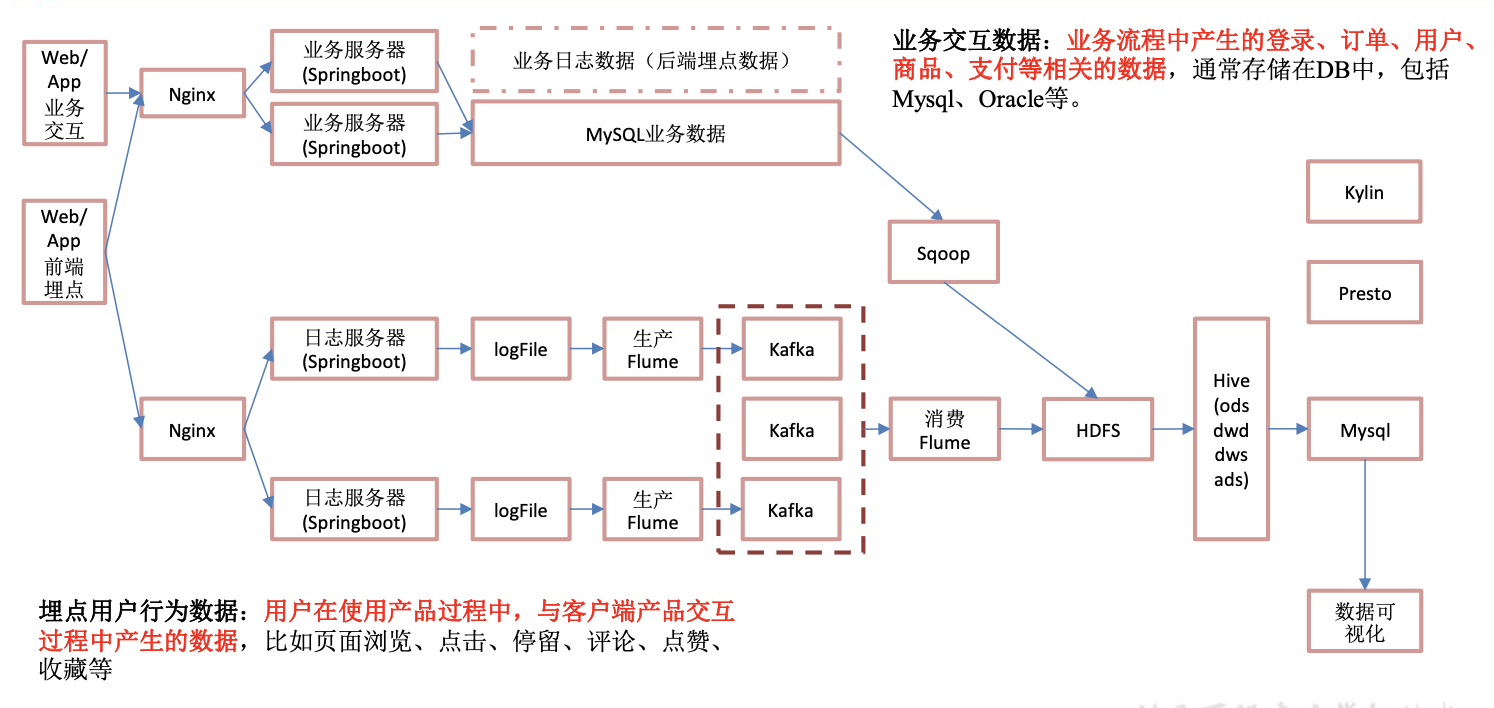 Web/
App
业务
交互
Nginx
业务服务器
(Springboot)
业务服务器
(Springboot)
业务日志数据（后端埋点数据）
MySQL业务数据
业务交互数据：业务流程中产生的登录、订单、用户、
商品、支付等相关的数据，通常存储在DB中，包括
Mysql、Oracle等。
Web/
App
前端
埋点
Nginx
日志服务器
(Springboot)
logFile
生产
Flume
Kafka
Kafka
日志服务器
(Springboot)
logFile
生产
Flume
Kafka
消费
Flume
Sqoop
HDFS
Hive
(ods
dwd
dws
ads)
Kylin
Presto
Mysql
数据可
视化
埋点用户行为数据：用户在使用产品过程中，与客户端产品交互
过程中产生的数据，比如页面浏览、点击、停留、评论、点赞、
收藏等